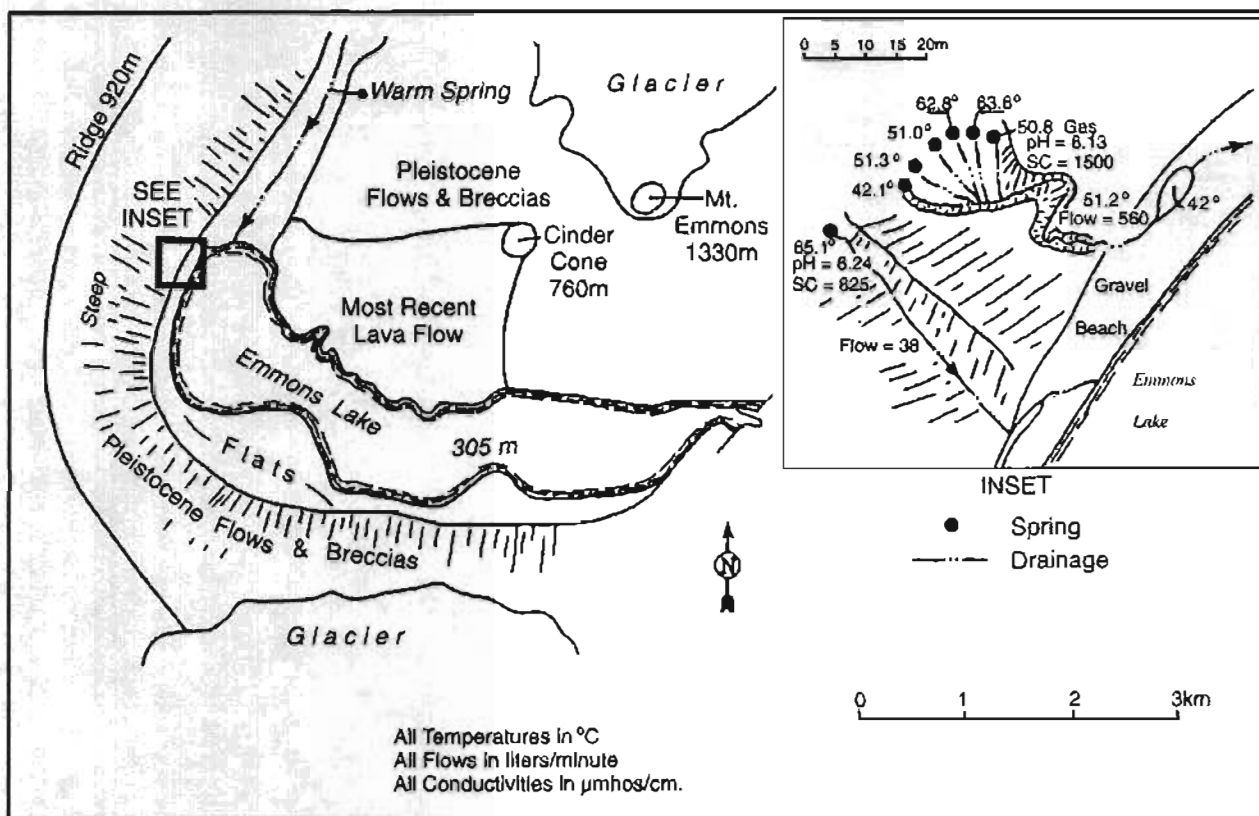 Ridge 920m
Warm Spring
Glacier
SEE
INSET
Pleistocene
Flows & Breccias
Mt.
Emmons
1330m
Cinder
Cone
760m
Steep
Most Recent
Lava Flow
Emmons Lake
305 m
Flats
Pleistocene Flows & Breccias
N
Glacier
All Temperatures in °C
All Flows in liters/minute
All Conductivities in µmhos/cm.
0 5 10 15 20m
62.8° 63.6°
51.0°
50.8 Gas
pH = 6.13
SC = 1500
51.3°
42.1°
51.2°
Flow = 560
42°
65.1°
pH = 6.24
SC = 825
Gravel
Beach
Flow = 38
Emmons
Lake
INSET
Spring
Drainage
0 1 2 3km